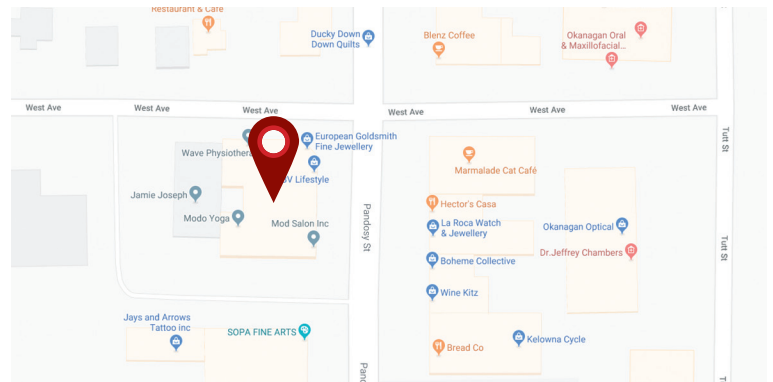 Restaurant & Cafe
Ducky Down
Down Quilts
Blenz Coffee
Okanagan Oral
& Maxillofacial...
West Ave
West Ave
West Ave
West Ave
West Ave
West Ave
European Goldsmith
Fine Jewellery
Wave Physiothera
Lifestyle
Jamie Joseph
Modo Yoga
Mod Salon Inc
Pandosy St
Marmalade Cat Café
Hector's Casa
La Roca Watch
& Jewellery
Okanagan Optical
Dr.Jeffrey Chambers
Boheme Collective
Wine Kitz
Tutt St
Tutt St
Jays and Arrows
Tattoo inc
SOPA FINE ARTS
Bread Co
Kelowna Cycle